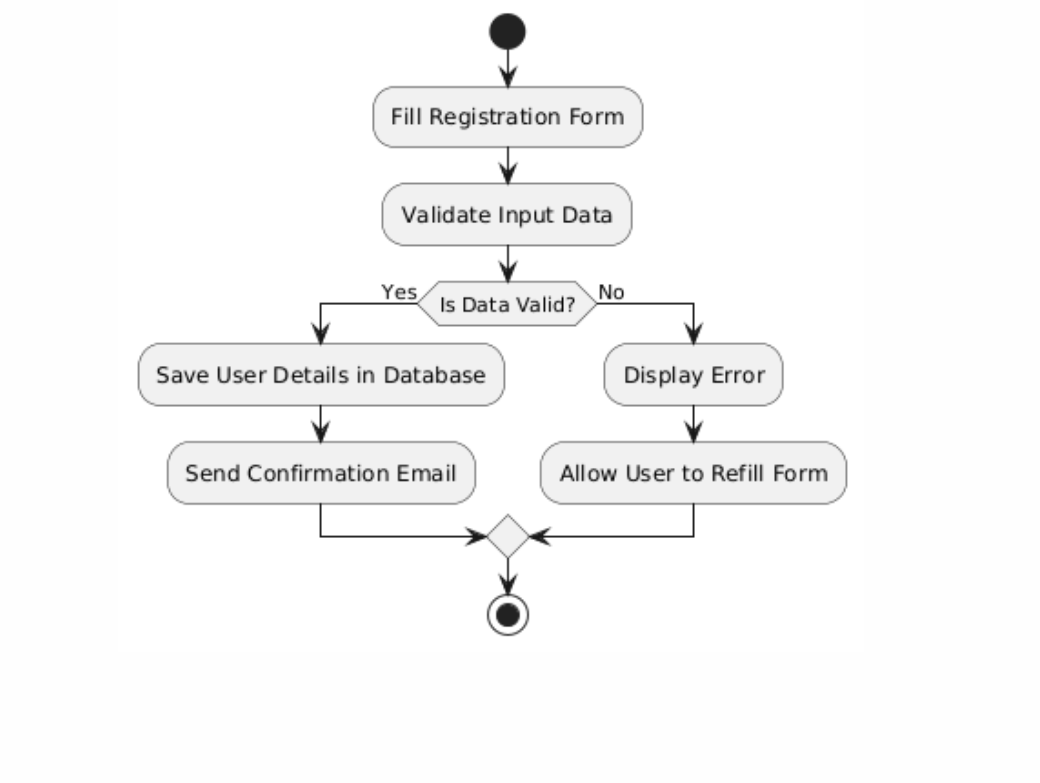 Fill Registration Form
Validate Input Data
Yes
Is Data Valid?
No
Save User Details in Database
Display Error
Send Confirmation Email
Allow User to Refill Form